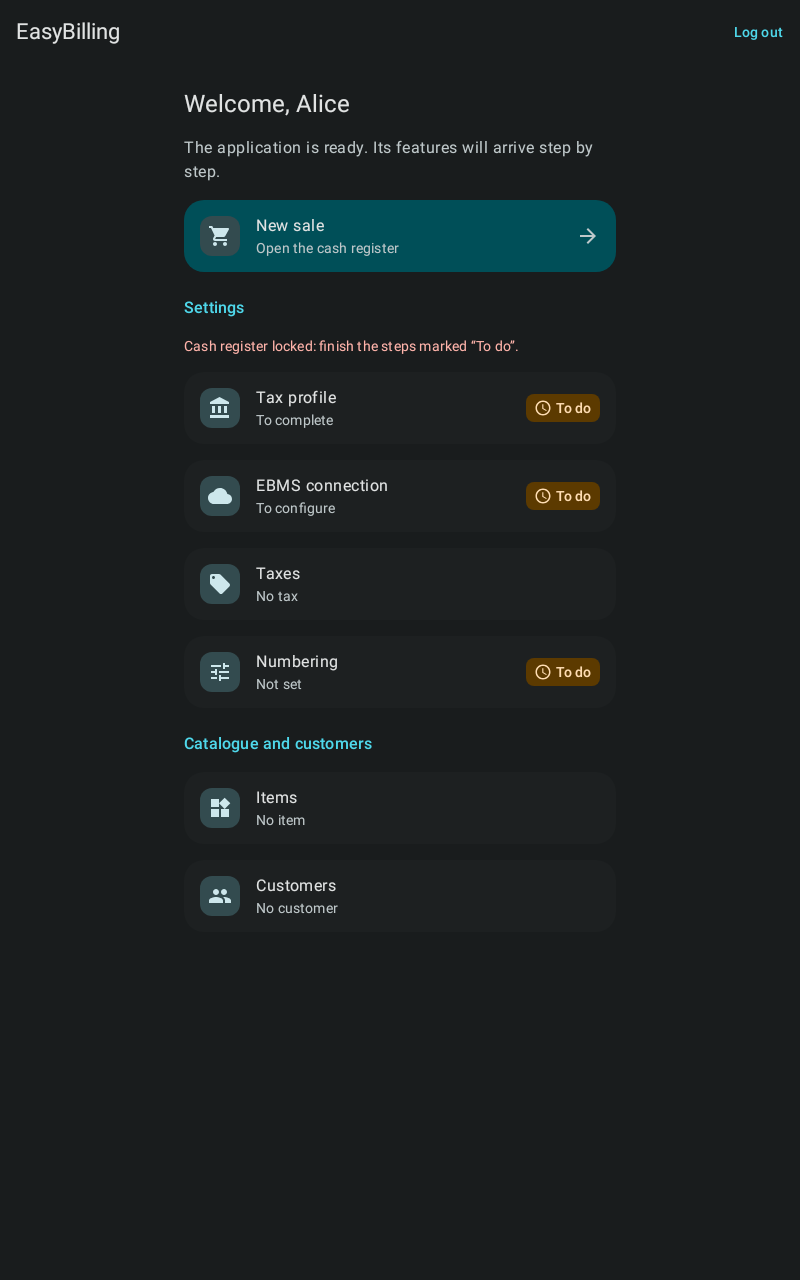 EasyBilling
Log out
Welcome, Alice
The application is ready. Its features will arrive step by
step.
New sale
Open the cash register
Settings
Cash register locked: finish the steps marked “To do”.
Tax profile
To complete
To do
EBMS connection
To configure
To do
Taxes
No tax
Numbering
Not set
To do
Catalogue and customers
Items
No item
Customers
No customer